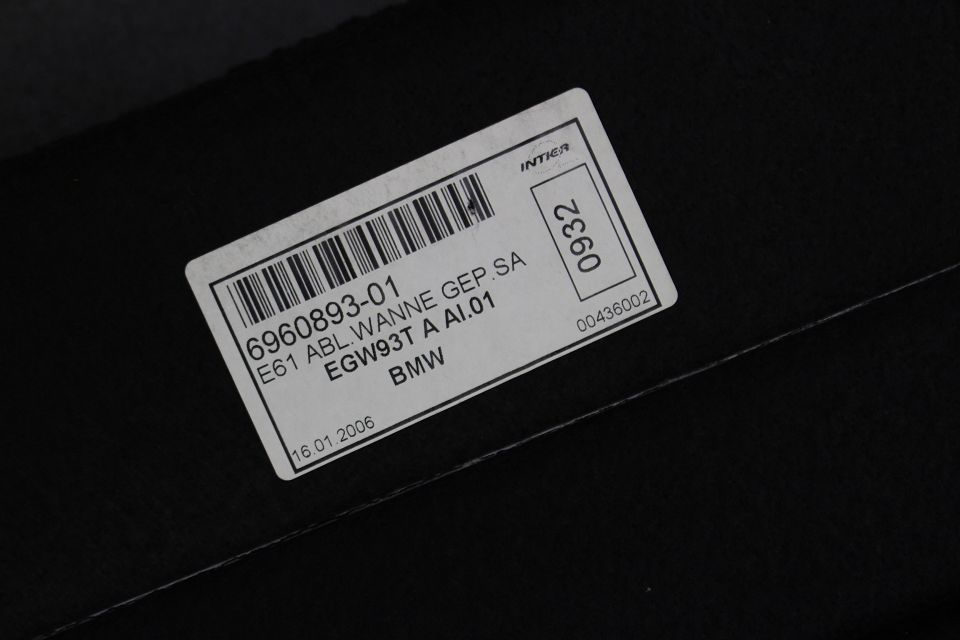 INTIER
0932
6960893-01
E61 ABL.WANNE GEP.SA
EGW93T A AI.01
BMW
00436002
16.01.2006